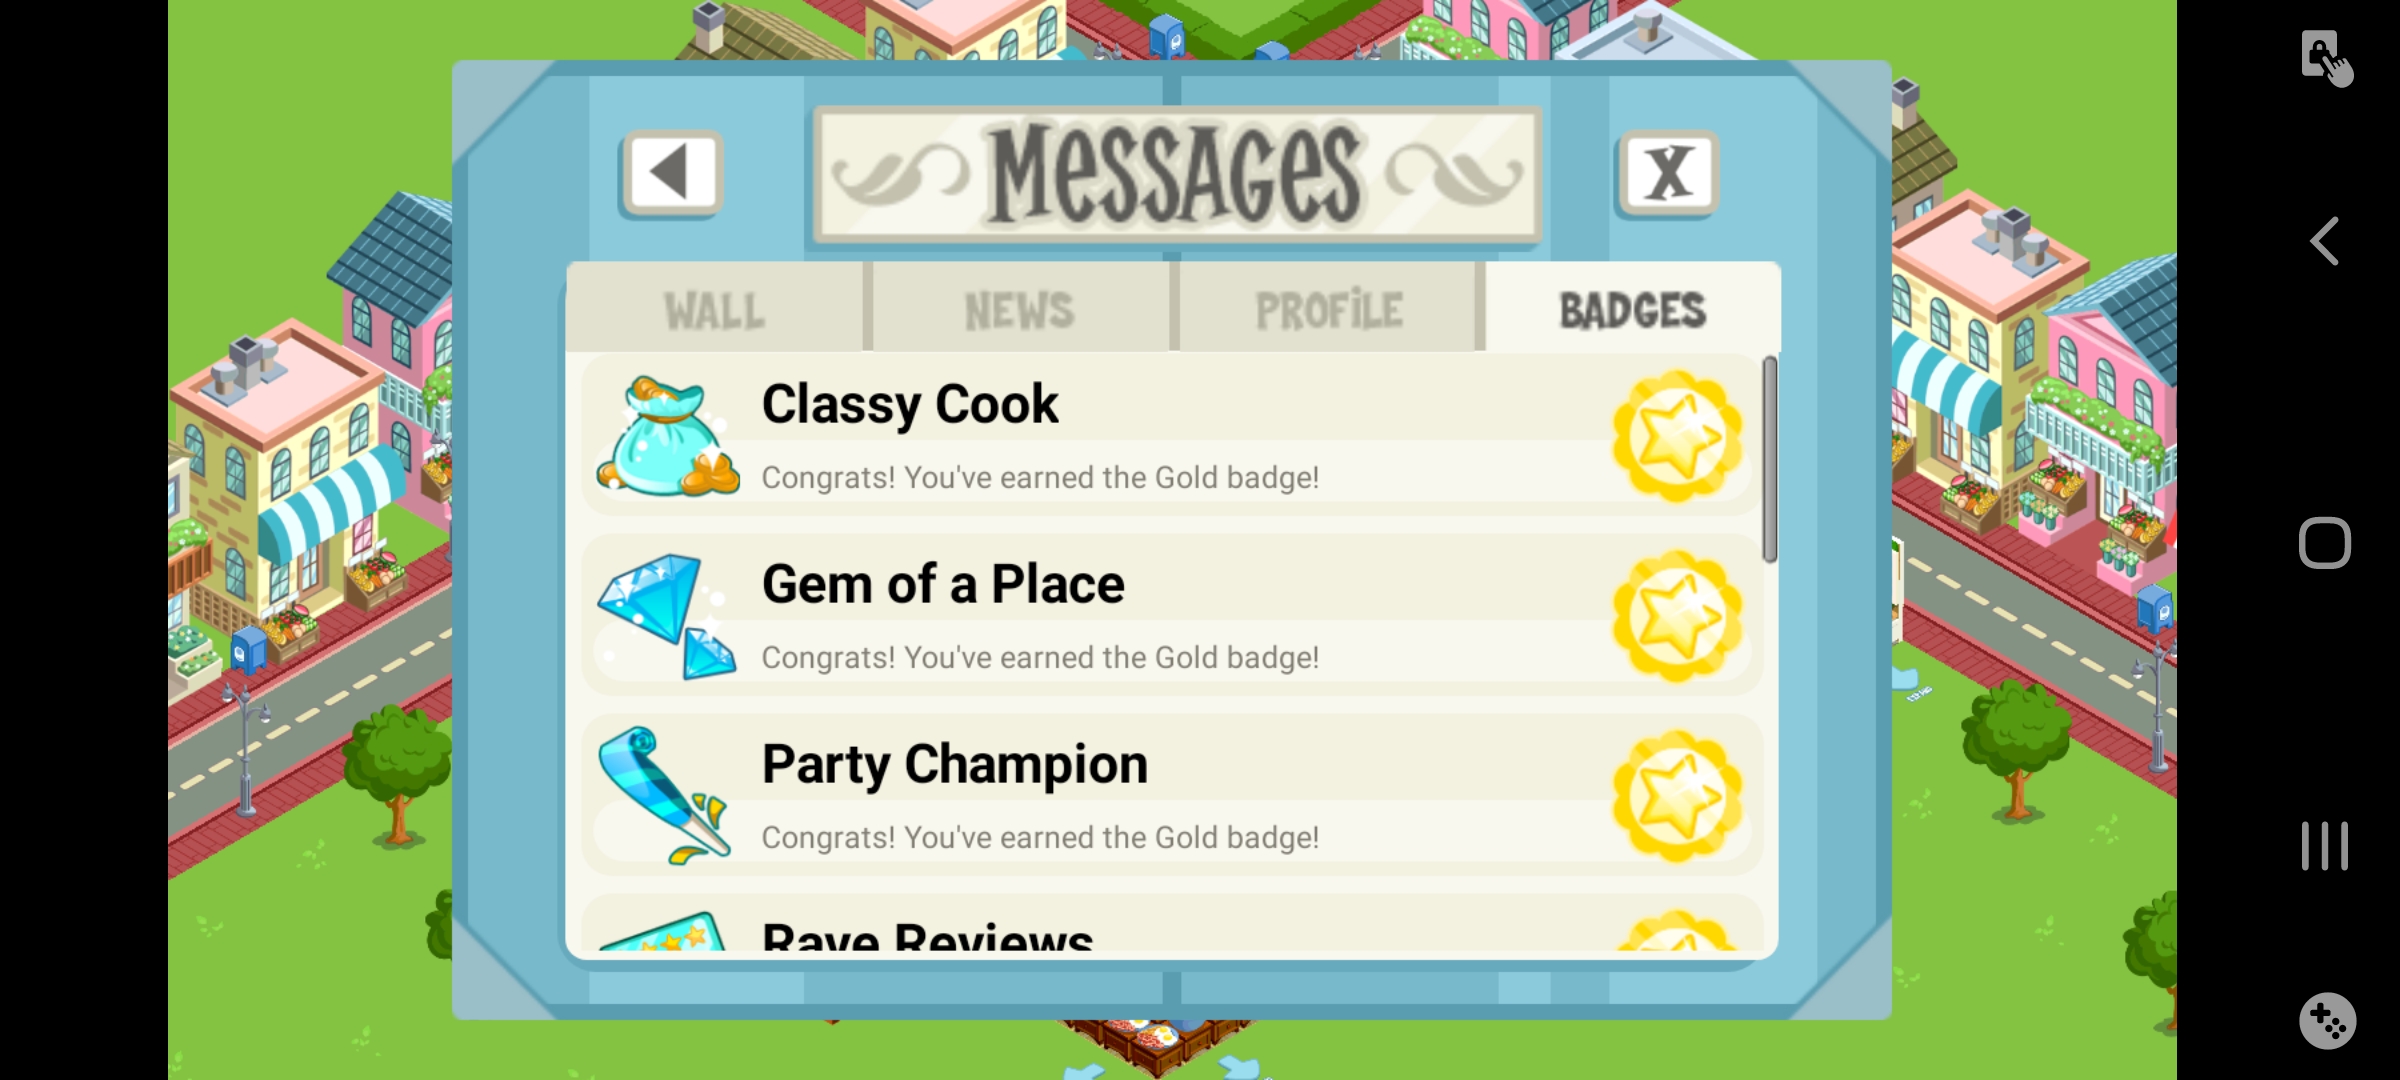 MESSAGES
X
WALL
NEWS
PROFILE
BADGES
Classy Cook
Congrats! You've earned the Gold badge!
Gem of a Place
Congrats! You've earned the Gold badge!
Party Champion
Congrats! You've earned the Gold badge!
Rave Reviews